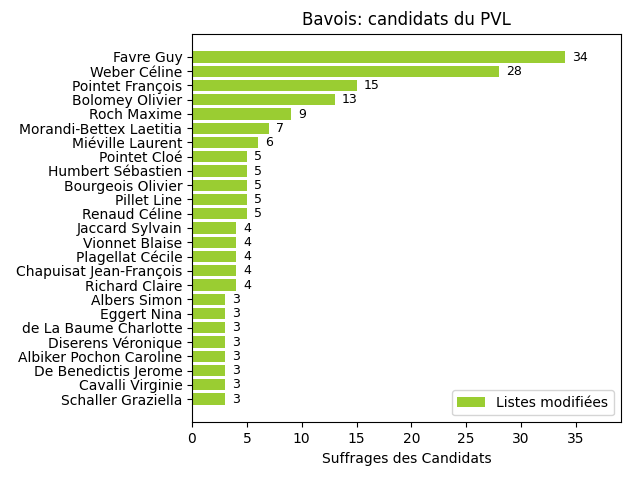 Bavois: candidats du PVL
Favre Guy 34
Weber Céline 28
Pointet François 15
Bolomey Olivier 13
Roch Maxime 9
Morandi-Bettex Laetitia 7
Miéville Laurent 6
Pointet Cloé 5
Humbert Sébastien 5
Bourgeois Olivier 5
Pillet Line 5
Renaud Céline 5
Jaccard Sylvain 4
Vionnet Blaise 4
Plagellat Cécile 4
Chapuisat Jean-François 4
Richard Claire 4
Albers Simon 3
Eggert Nina 3
de La Baume Charlotte 3
Diserens Véronique 3
Albiker Pochon Caroline 3
De Benedictis Jerome 3
Cavalli Virginie 3
Schaller Graziella 3
Listes modifiées
0 5 10 15 20 25 30 35
Suffrages des Candidats